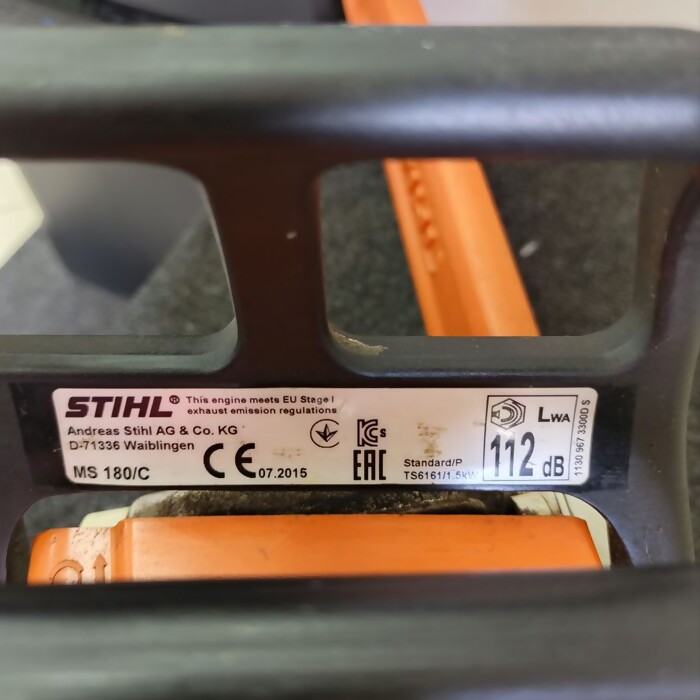 STIHL® This engine meets EU Stage I
exhaust emission regulations
Andreas Stihl AG & Co. KG
D-71336 Waiblingen
MS 180/C
CE 07.2015
KC s
EAC
Standard/P
TS6161/1.5kW
LWA
112 dB
1130 967 3300D S